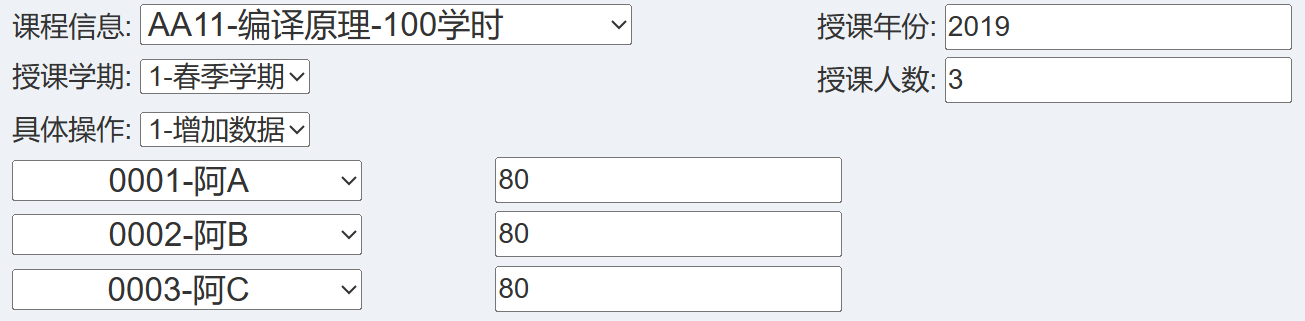 课程信息: AA11-编译原理-100学时 授课年份: 2019
授课学期: 1-春季学期 授课人数: 3
具体操作: 1-增加数据
0001-阿A 80
0002-阿B 80
0003-阿C 80